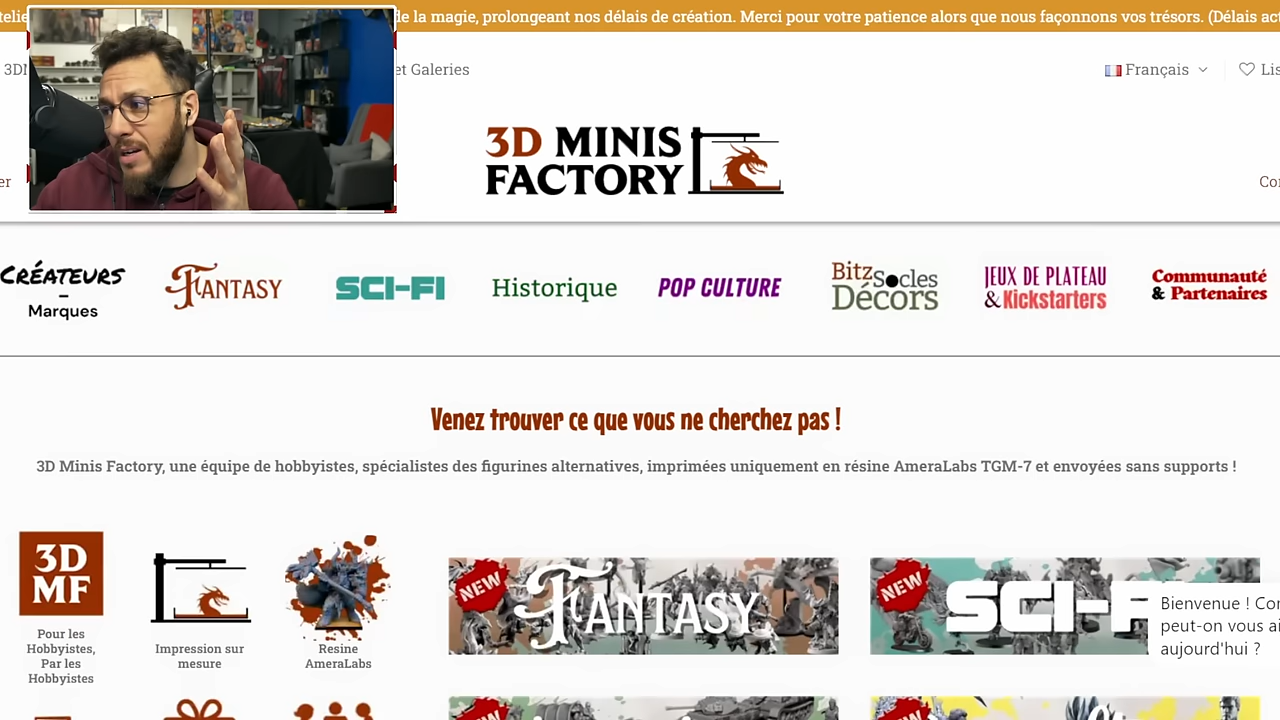 de la magie, prolongeant nos délais de création. Merci pour votre patience alors que nous façonnons vos trésors. (Délais
et Galeries
Français
3D MINIS
FACTORY
CRÉATEURS
–
Marques
FANTASY
SCI-FI
Historique
POP CULTURE
Bitz Socles
Décors
JEUX DE PLATEAU
& Kickstarters
Communauté
& Partenaires
Venez trouver ce que vous ne cherchez pas !
3D Minis Factory, une équipe de hobbyistes, spécialistes des figurines alternatives, imprimées uniquement en résine AmeraLabs TGM-7 et envoyées sans supports !
3D
MF
Pour les
Hobbyistes,
Par les
Hobbyistes
Impression sur
mesure
Resine
AmeraLabs
NEW
FANTASY
NEW
SCI-F
Bienvenue !
peut-on vous
aujourd'hui ?